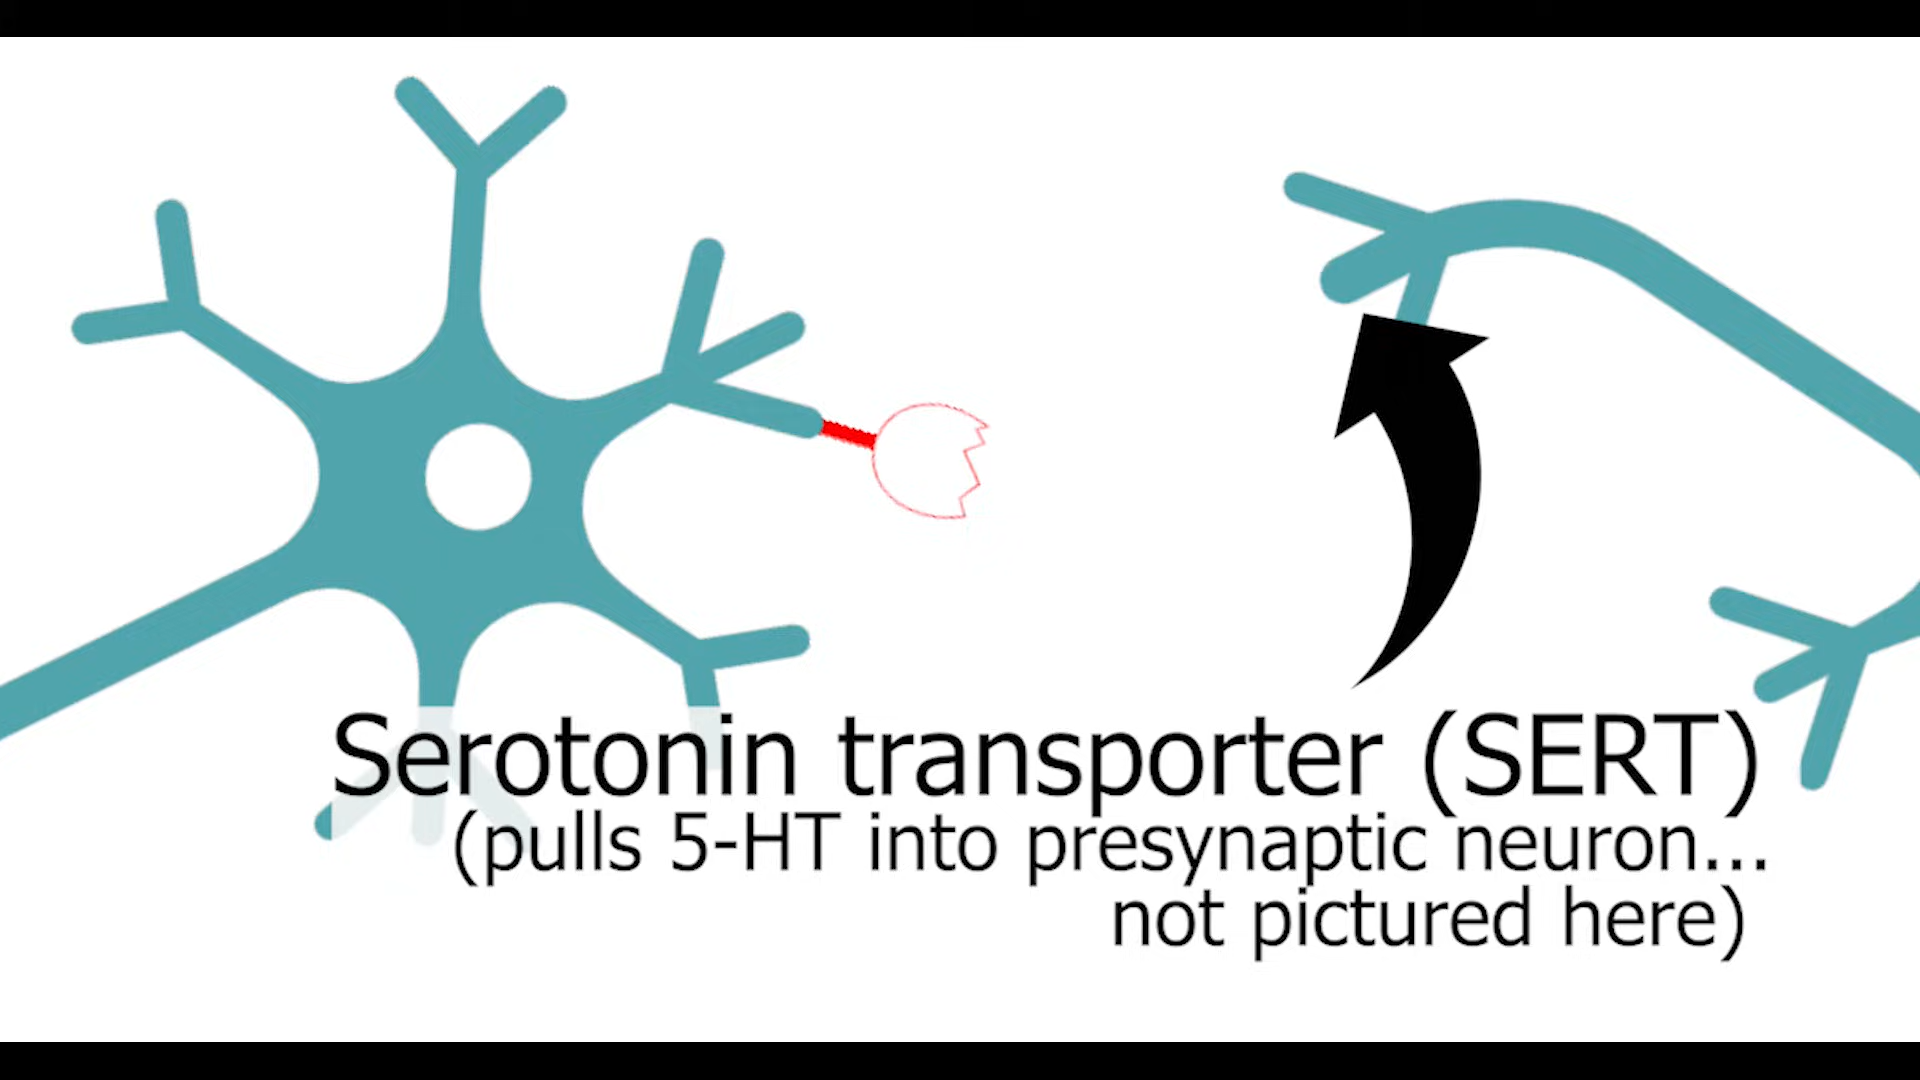 Serotonin transporter (SERT)
(pulls 5-HT into presynaptic neuron...
not pictured here)